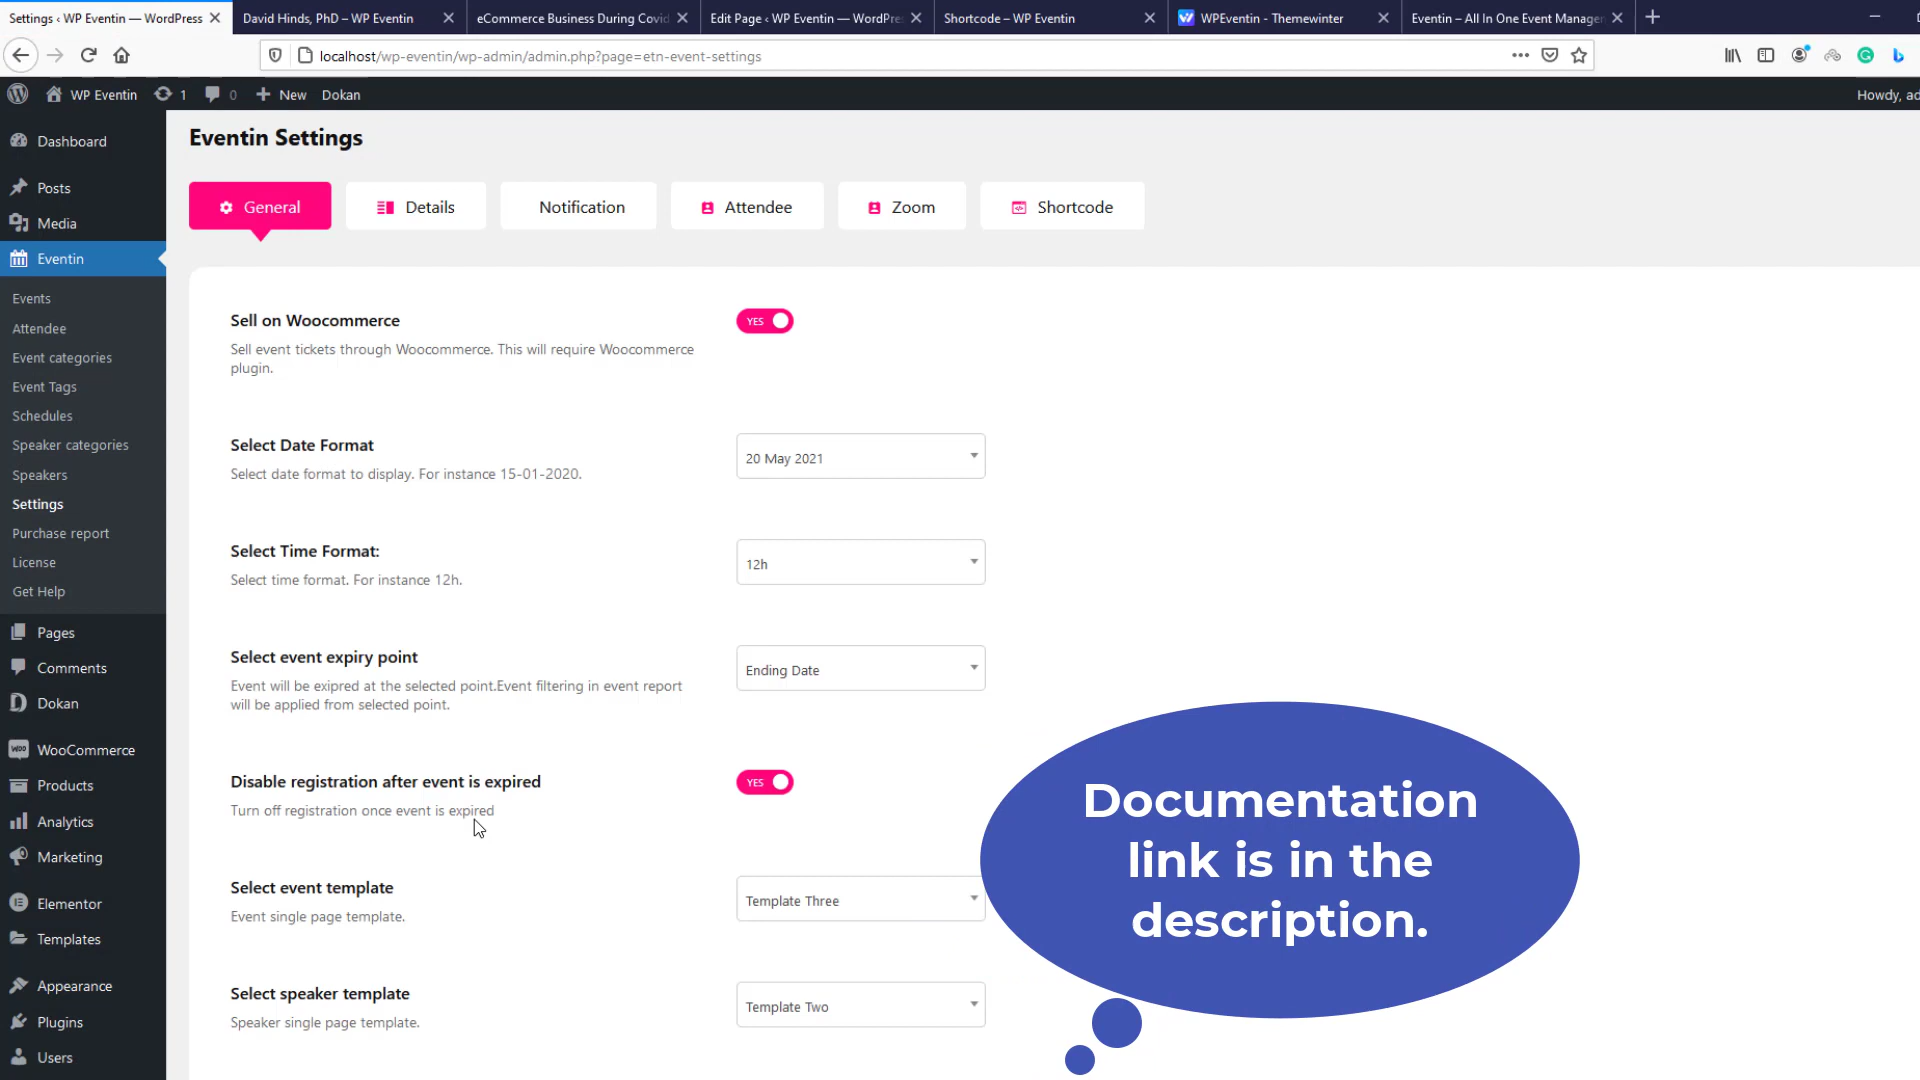 Settings ‹ WP Eventin — WordPress
David Hinds, PhD – WP Eventin
eCommerce Business During Covid
Edit Page ‹ WP Eventin — WordPre
Shortcode – WP Eventin
WPEventin - Themewinter
Eventin – All In One Event Manager
localhost/wp-eventin/wp-admin/admin.php?page=etn-event-settings
WP Eventin
1
0
New
Dokan
Howdy, ad
Dashboard
Posts
Media
Eventin
Events
Attendee
Event categories
Event Tags
Schedules
Speaker categories
Speakers
Settings
Purchase report
License
Get Help
Pages
Comments
Dokan
WooCommerce
Products
Analytics
Marketing
Elementor
Templates
Appearance
Plugins
Users
Eventin Settings
General
Details
Notification
Attendee
Zoom
Shortcode
Sell on Woocommerce
YES
Sell event tickets through Woocommerce. This will require Woocommerce
plugin.
Select Date Format
20 May 2021
Select date format to display. For instance 15-01-2020.
Select Time Format:
12h
Select time format. For instance 12h.
Select event expiry point
Ending Date
Event will be exipred at the selected point.Event filtering in event report
will be applied from selected point.
Disable registration after event is expired
YES
Turn off registration once event is expired
Select event template
Template Three
Event single page template.
Select speaker template
Template Two
Speaker single page template.
Documentation
link is in the
description.